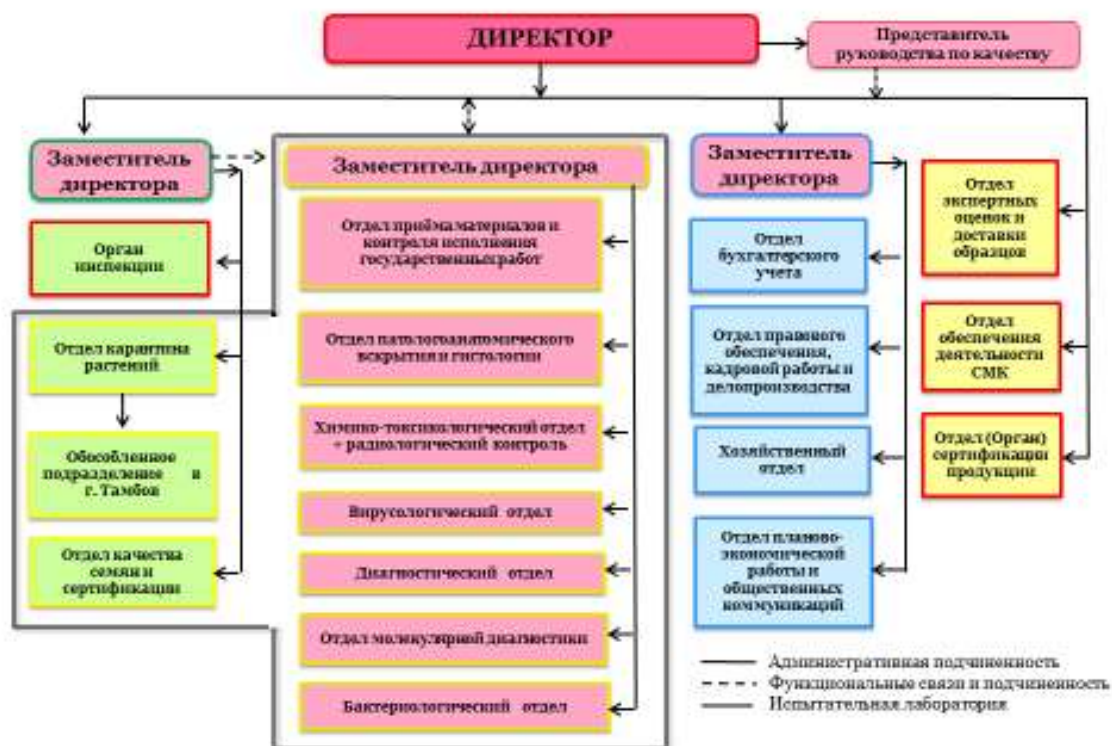 ДИРЕКТОР
Представитель
руководства по качеству
Заместитель
директора
Орган
инспекции
Отдел карантина
растений
Обособленное
подразделение в
г. Тамбов
Отдел качества
семян и
сертификации
Заместитель директора
Отдел приёма материалов и
контроля исполнения
государственных работ
Отдел патологоанатомического
вскрытия и гистологии
Химико-токсикологический отдел
+ радиологический контроль
Вирусологический отдел
Диагностический отдел
Отдел молекулярной диагностики
Бактериологический отдел
Заместитель
директора
Отдел
бухгалтерского
учета
Отдел правового
обеспечения,
кадровой работы и
делопроизводства
Хозяйственный
отдел
Отдел планово-
экономической
работы и
общественных
коммуникаций
Отдел
экспертных
оценок и
доставки
образцов
Отдел
обеспечения
деятельности
СМК
Отдел (Орган)
сертификации
продукции
Административная подчиненность
Функциональные связи и подчиненность
Испытательная лаборатория